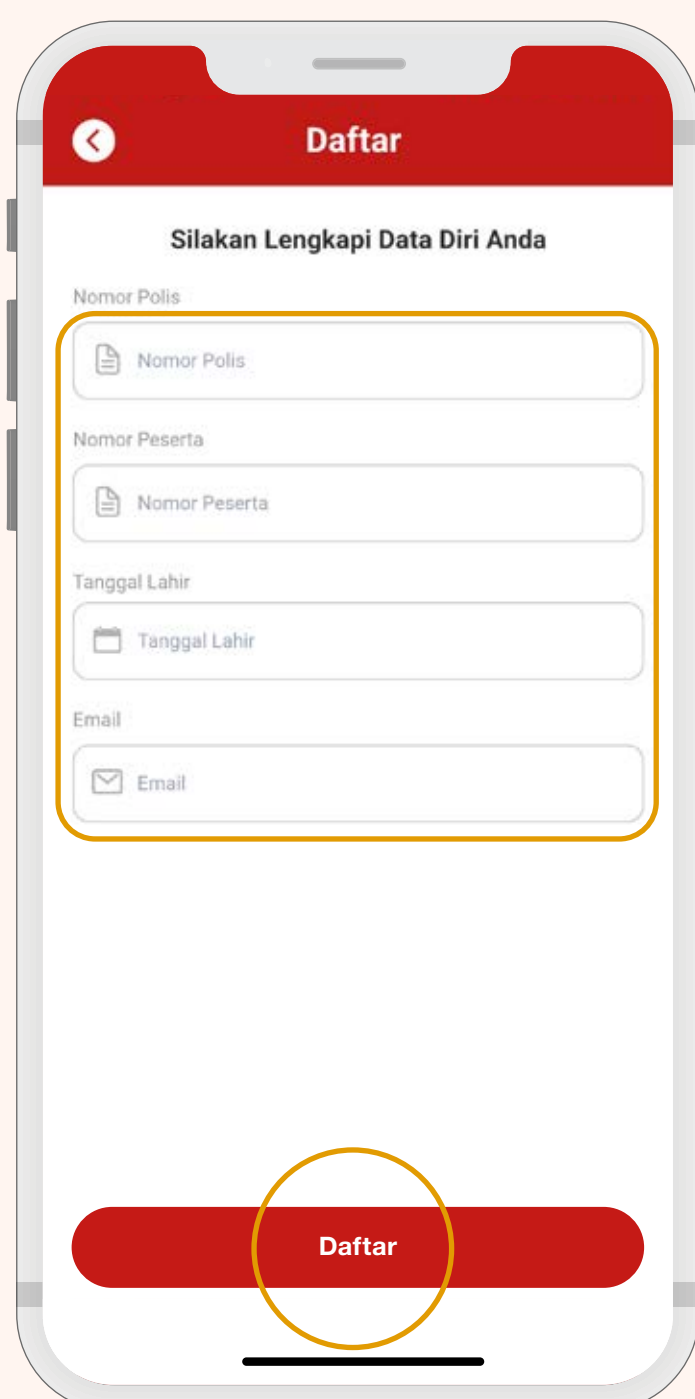 Daftar
Silakan Lengkapi Data Diri Anda
Nomor Polis
Nomor Polis
Nomor Peserta
Nomor Peserta
Tanggal Lahir
Tanggal Lahir
Email
Email
Daftar